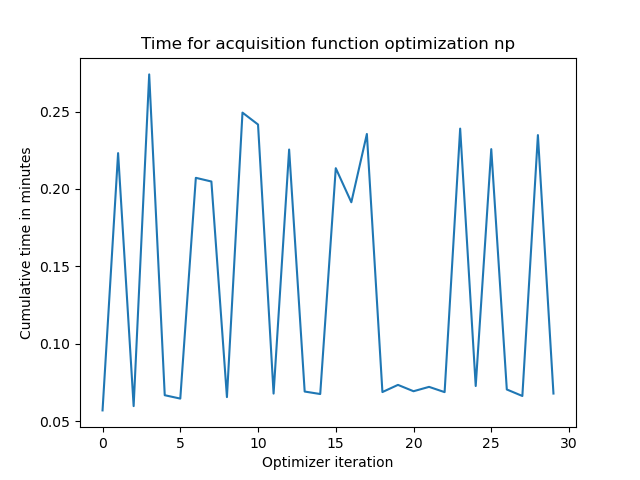 Time for acquisition function optimization np
Cumulative time in minutes
0.25
0.20
0.15
0.10
0.05
0 5 10 15 20 25 30
Optimizer iteration